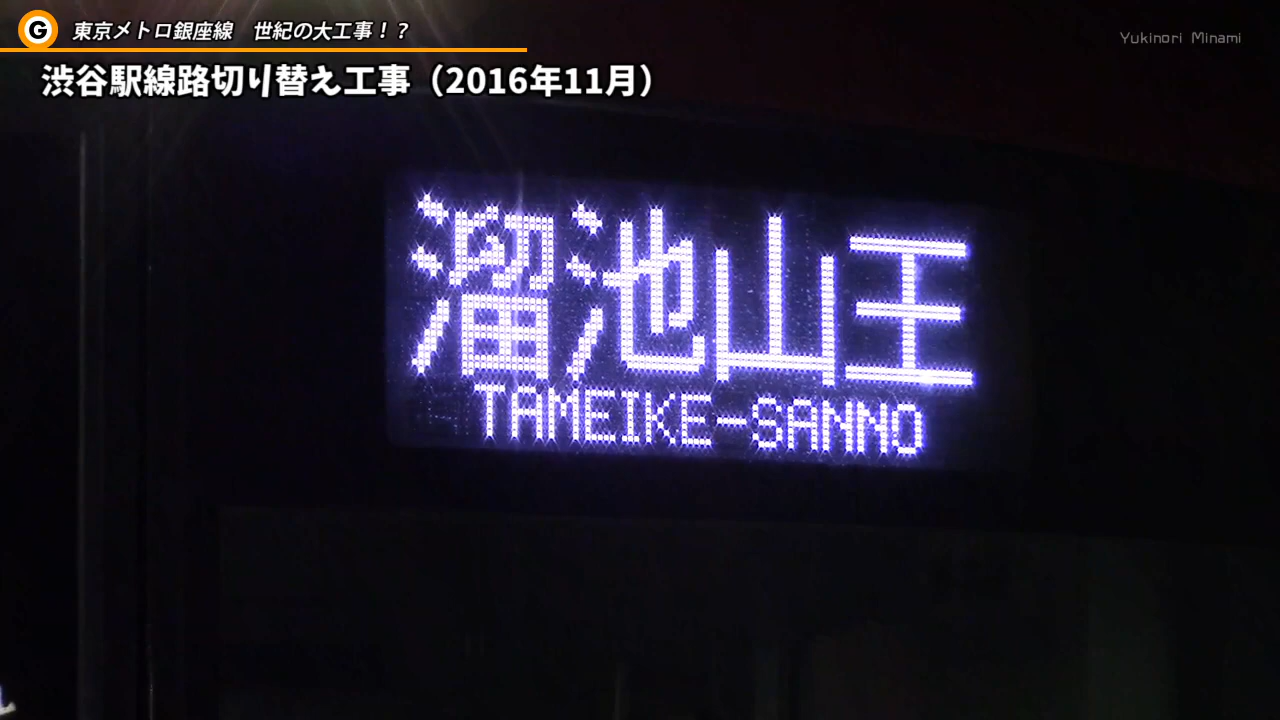 G 東京メトロ銀座線　世紀の大工事！？
Yukinori Minami
渋谷駅線路切り替え工事（2016年11月）
溜池山王
TAMEIKE-SANNO